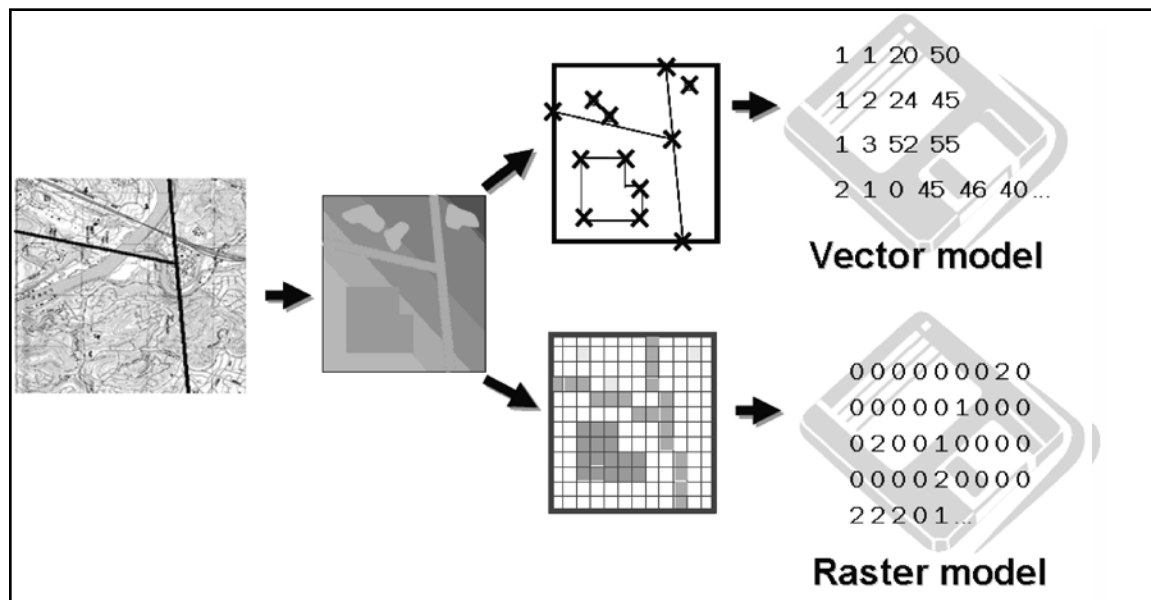 1 1 20 50
1 2 24 45
1 3 52 55
2 1 0 45 46 40...
Vector model
0 0 0 0 0 0 0 2 0
0 0 0 0 0 1 0 0 0
0 2 0 0 1 0 0 0 0
0 0 0 0 2 0 0 0 0
2 2 2 0 1 ...
Raster model